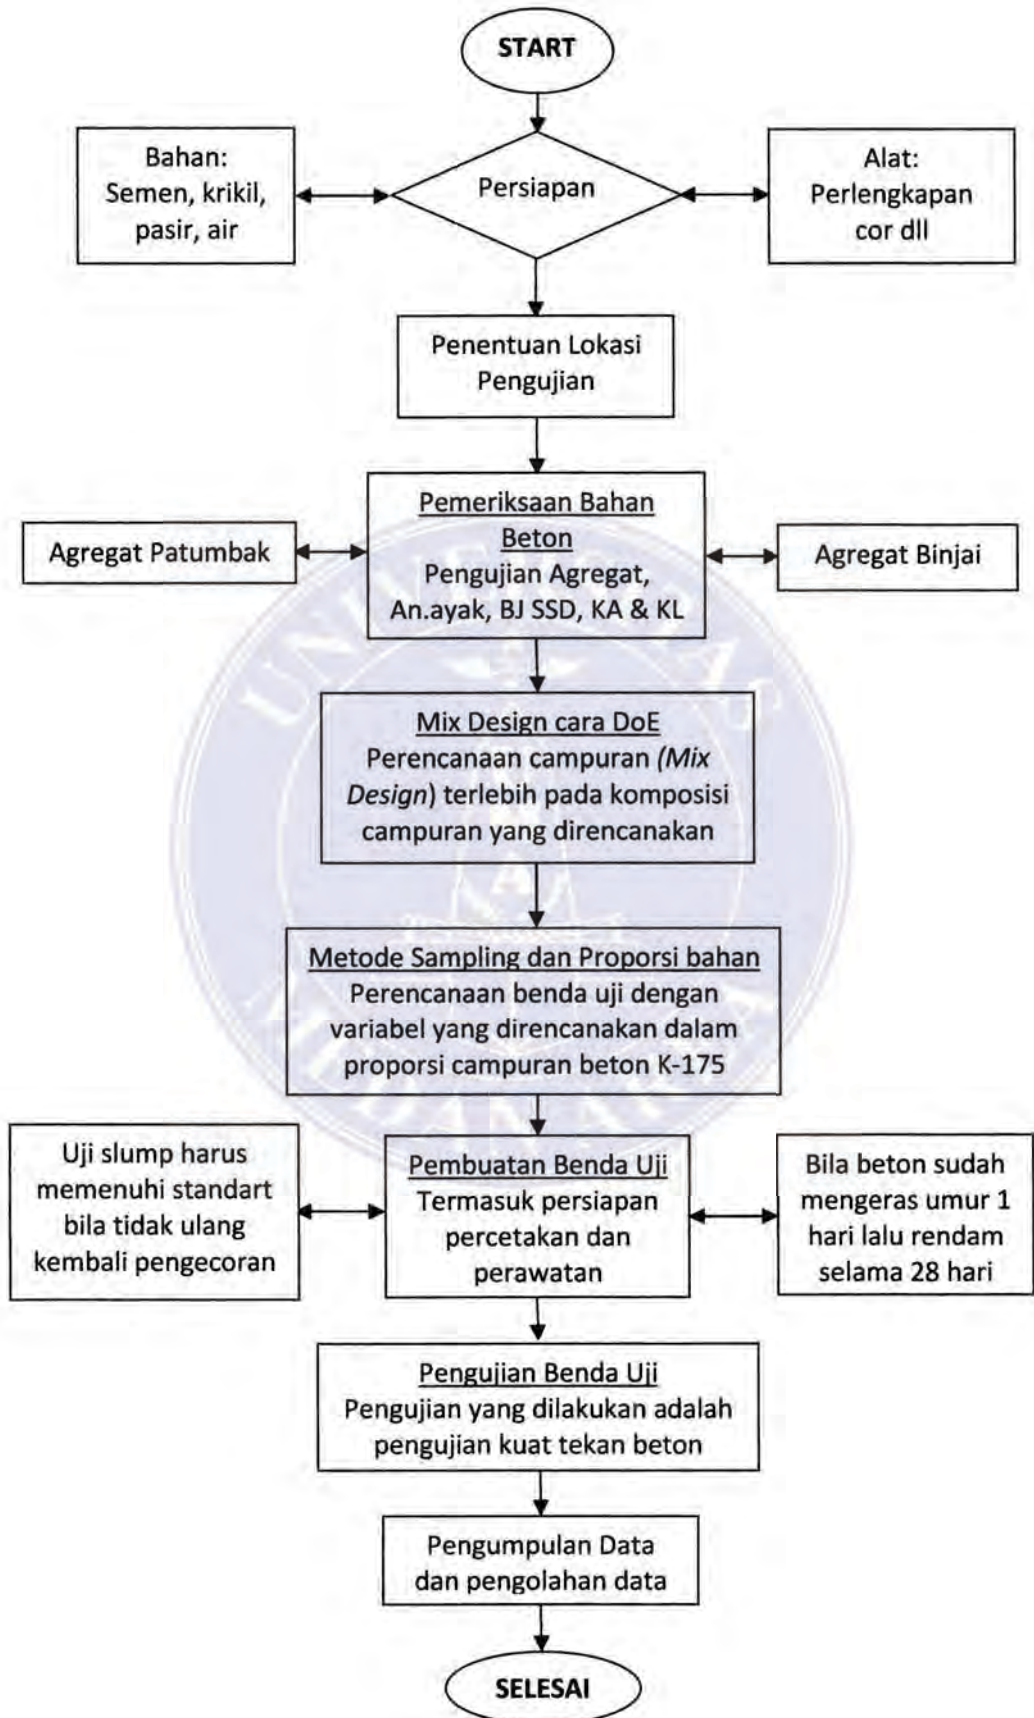 START
Bahan:
Semen, krikil,
pasir, air
Persiapan
Alat:
Perlengkapan
cor dll
Penentuan Lokasi
Pengujian
Agregat Patumbak
Pemeriksaan Bahan
Beton
Pengujian Agregat,
An.ayak, BJ SSD, KA & KL
Agregat Binjai
Mix Design cara DoE
Perencanaan campuran (Mix
Design) terlebih pada komposisi
campuran yang direncanakan
Metode Sampling dan Proporsi bahan
Perencanaan benda uji dengan
variabel yang direncanakan dalam
proporsi campuran beton K-175
Uji slump harus
memenuhi standart
bila tidak ulang
kembali pengecoran
Pembuatan Benda Uji
Termasuk persiapan
percetakan dan
perawatan
Bila beton sudah
mengeras umur 1
hari lalu rendam
selama 28 hari
Pengujian Benda Uji
Pengujian yang dilakukan adalah
pengujian kuat tekan beton
Pengumpulan Data
dan pengolahan data
SELESAI
UNIVERSITAS
MEDAN AREA